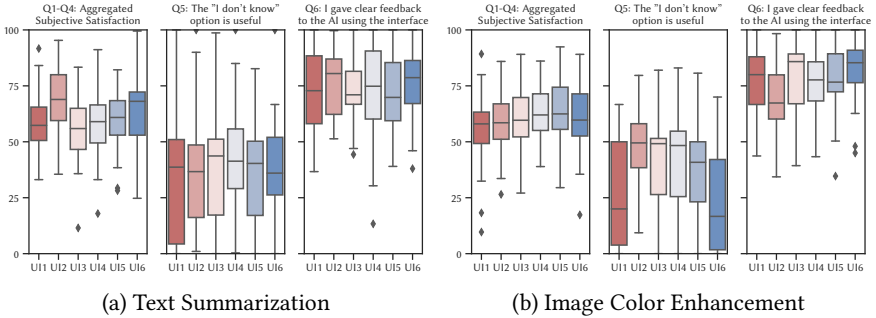 Q1-Q4: Aggregated
Subjective Satisfaction
Q5: The "I don't know"
option is useful
Q6: I gave clear feedback
to the AI using the interface
100
75
50
25
0
UI1 UI2 UI3 UI4 UI5 UI6
UI1 UI2 UI3 UI4 UI5 UI6
UI1 UI2 UI3 UI4 UI5 UI6
(a) Text Summarization
Q1-Q4: Aggregated
Subjective Satisfaction
Q5: The "I don't know"
option is useful
Q6: I gave clear feedback
to the AI using the interface
100
75
50
25
0
UI1 UI2 UI3 UI4 UI5 UI6
UI1 UI2 UI3 UI4 UI5 UI6
UI1 UI2 UI3 UI4 UI5 UI6
(b) Image Color Enhancement